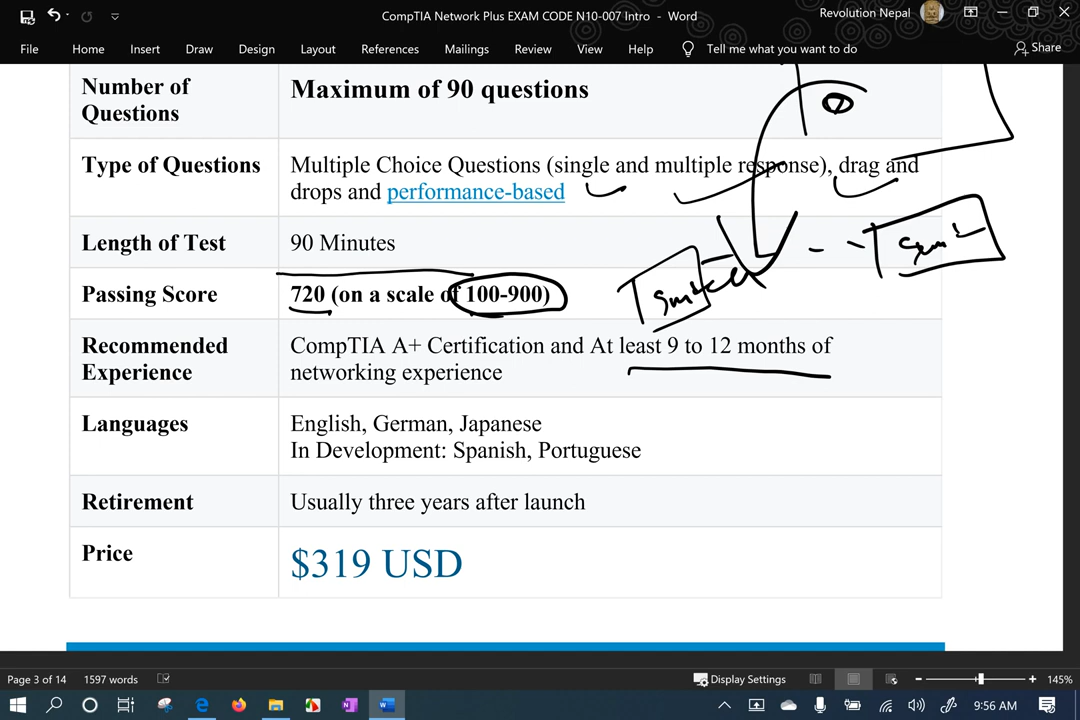 CompTIA Network Plus EXAM CODE N10-007 Intro - Word
Revolution Nepal
File Home Insert Draw Design Layout References Mailings Review View Help Tell me what you want to do Share
Number of
Questions
Maximum of 90 questions
Type of Questions
Multiple Choice Questions (single and multiple response), drag and
drops and performance-based
Length of Test
90 Minutes
Passing Score
720 (on a scale of 100-900)
Recommended
Experience
CompTIA A+ Certification and At least 9 to 12 months of
networking experience
Languages
English, German, Japanese
In Development: Spanish, Portuguese
Retirement
Usually three years after launch
Price
$319 USD
Page 3 of 14 1597 words Display Settings 145%
9:56 AM